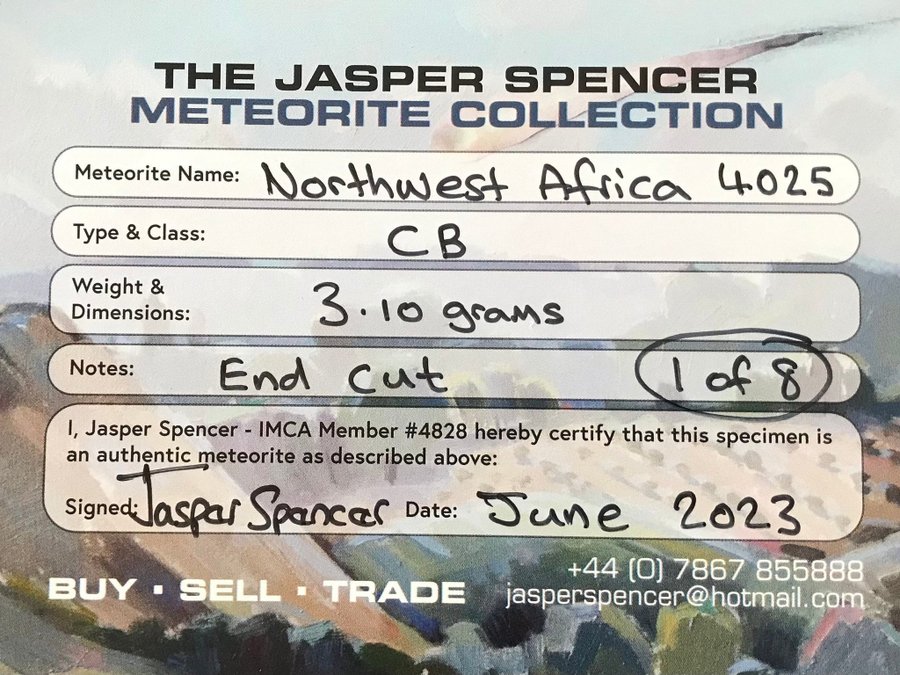 THE JASPER SPENCER
METEORITE COLLECTION
Meteorite Name: Northwest Africa 4025
Type & Class: CB
Weight &
Dimensions: 3.10 grams
Notes: End cut 1 of 8
I, Jasper Spencer - IMCA Member #4828 hereby certify that this specimen is
an authentic meteorite as described above:
Signed: Jasper Spencer Date: June 2023
+44 (0) 7867 855888
BUY · SELL · TRADE jasperspencer@hotmail.com